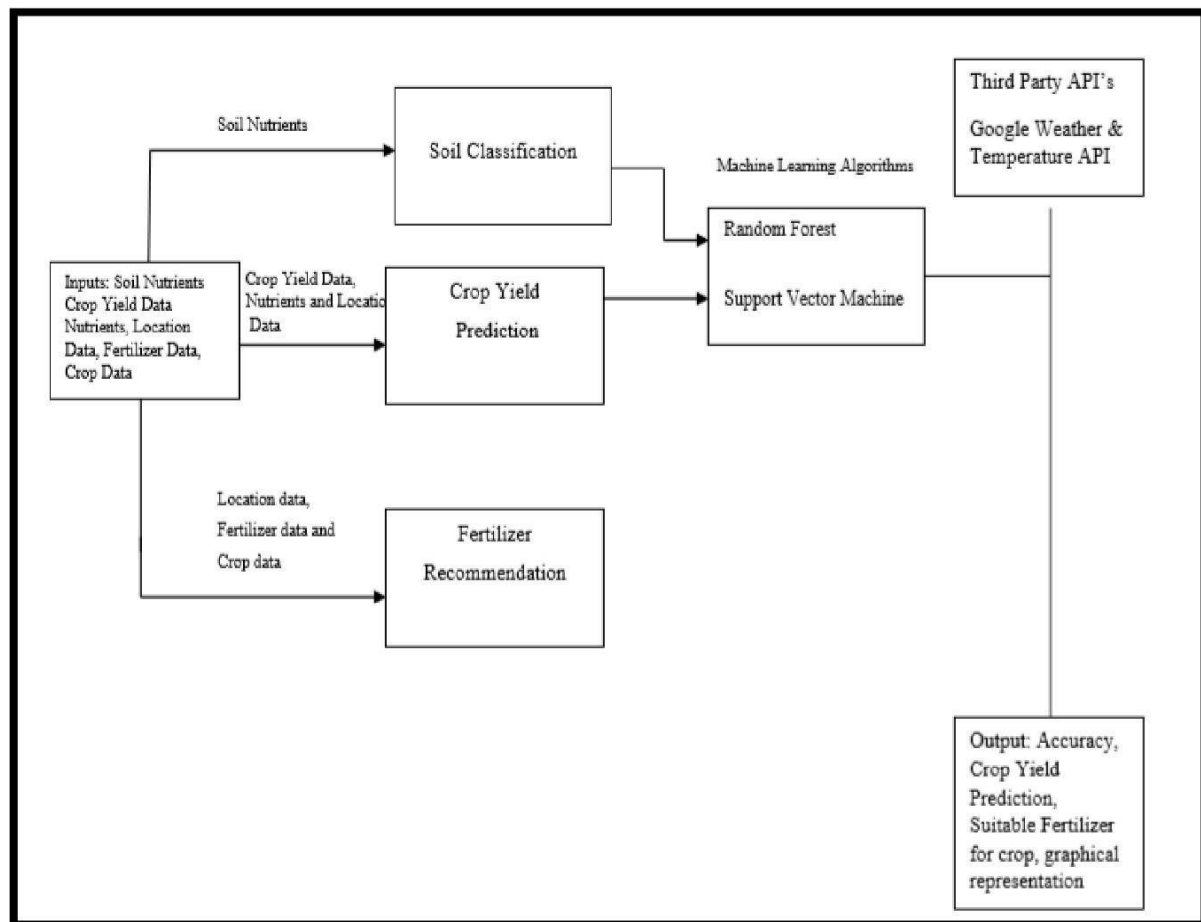 Soil Nutrients
Soil Classification
Third Party API's
Google Weather &
Temperature API
Machine Learning Algorithms
Random Forest
Support Vector Machine
Inputs: Soil Nutrients
Crop Yield Data
Nutrients, Location
Data, Fertilizer Data,
Crop Data
Crop Yield Data,
Nutrients and Locatio
Data
Crop Yield
Prediction
Location data,
Fertilizer data and
Crop data
Fertilizer
Recommendation
Output: Accuracy,
Crop Yield
Prediction,
Suitable Fertilizer
for crop, graphical
representation